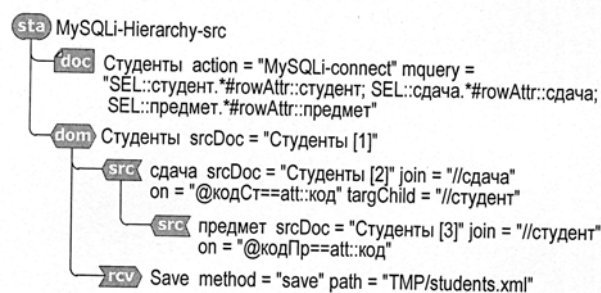 sta MySQLi-Hierarchy-src
doc Студенты action = "MySQLi-connect" mquery =
"SEL::студент.*#rowAttr::студент; SEL::сдача.*#rowAttr::сдача;
SEL::предмет.*#rowAttr::предмет"
dom Студенты srcDoc = "Студенты [1]"
src сдача srcDoc = "Студенты [2]" join = "//сдача"
on = "@кодСт==att::код" targChild = "//студент"
src предмет srcDoc = "Студенты [3]" join = "//студент"
on = "@кодПр==att::код"
rcv Save method = "save" path = "TMP/students.xml"